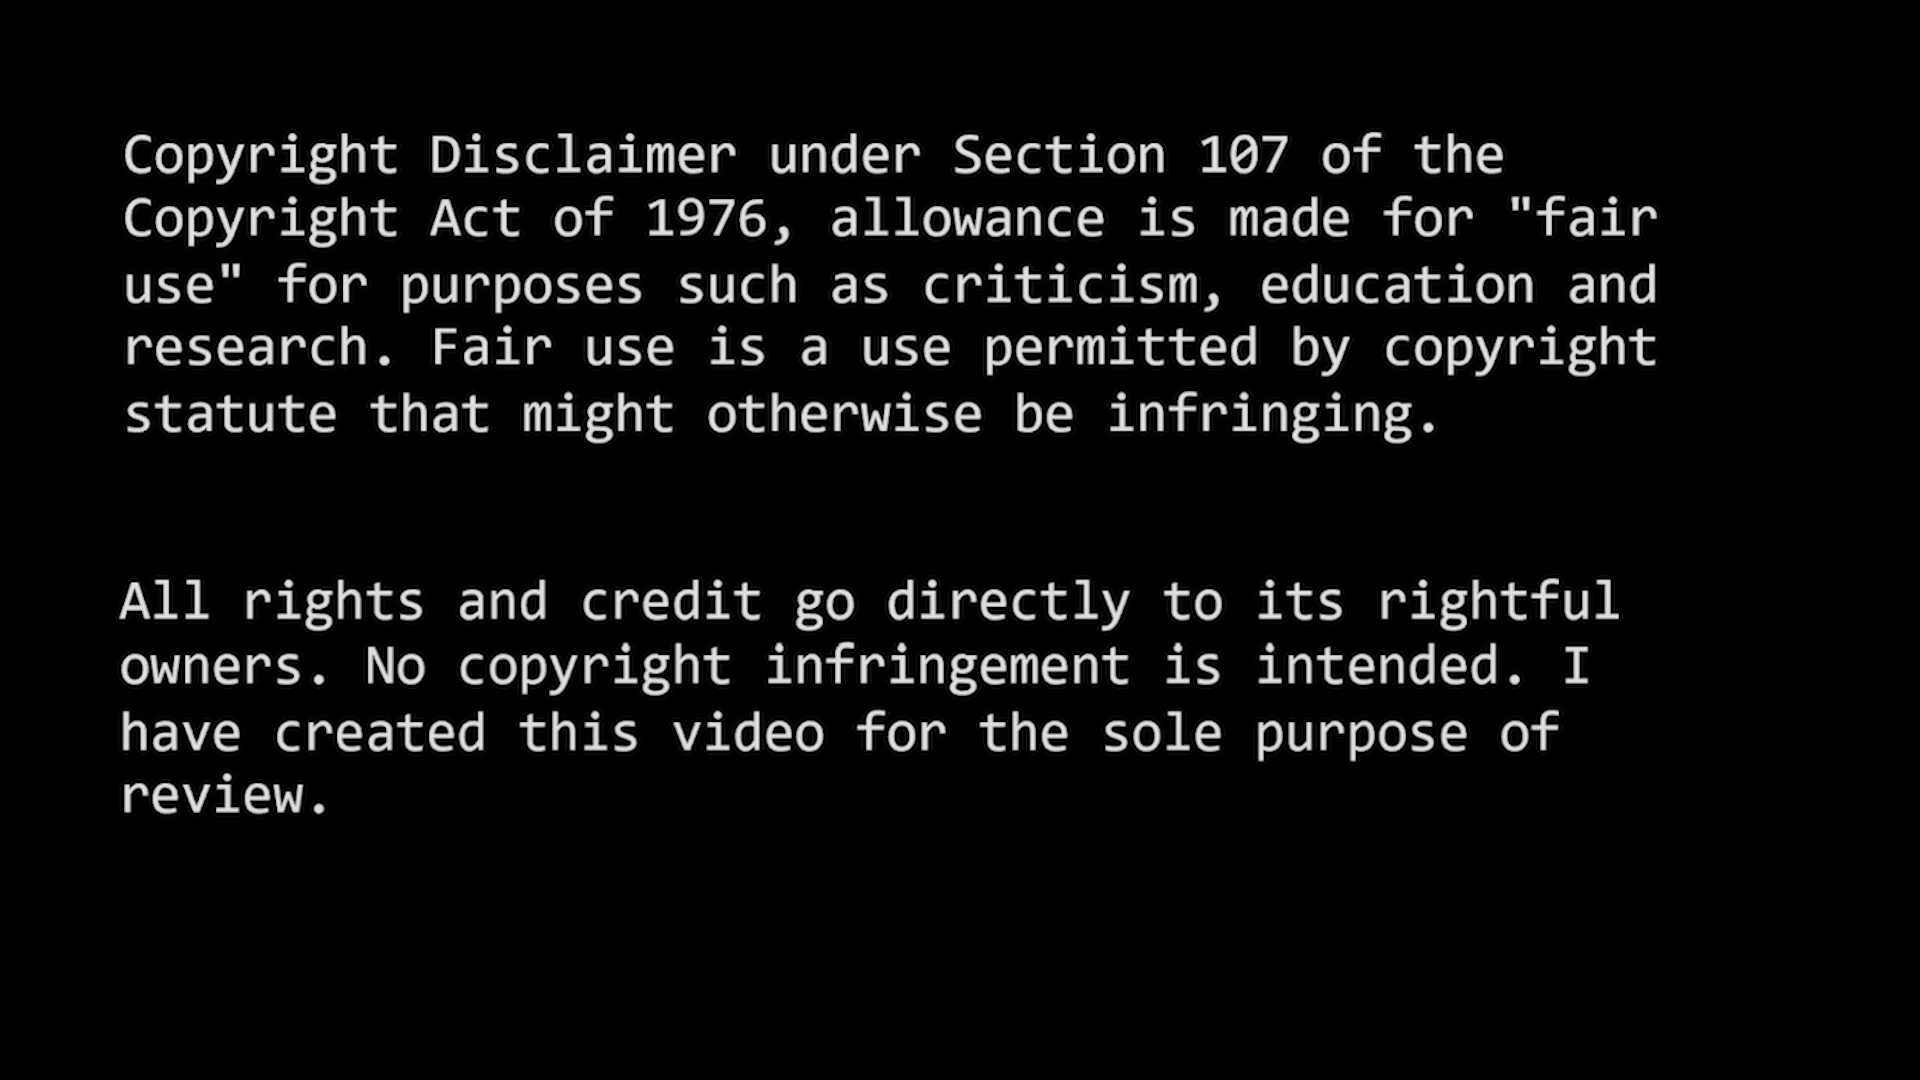 Copyright Disclaimer under Section 107 of the
Copyright Act of 1976, allowance is made for "fair
use" for purposes such as criticism, education and
research. Fair use is a use permitted by copyright
statute that might otherwise be infringing.
All rights and credit go directly to its rightful
owners. No copyright infringement is intended. I
have created this video for the sole purpose of
review.